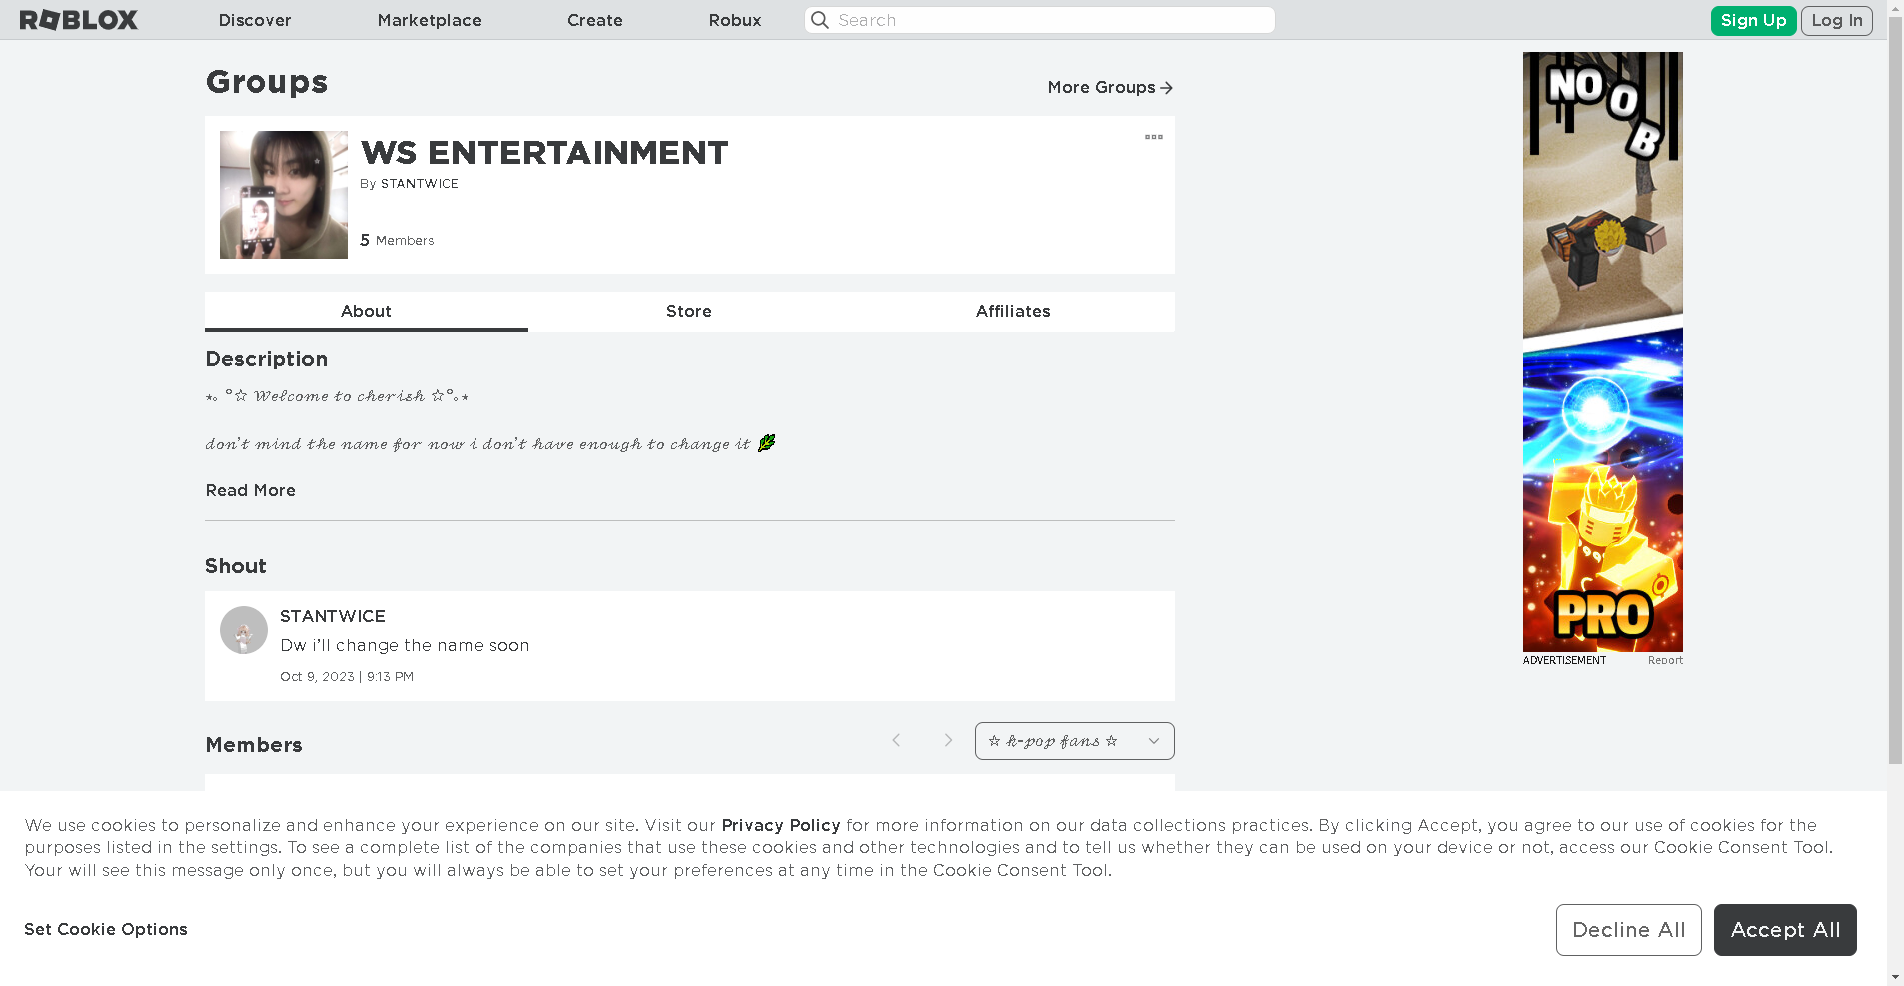 ROBLOX Discover Marketplace Create Robux Search Sign Up Log In
Groups
More Groups
WS ENTERTAINMENT
By STANTWICE
5 Members
About Store Affiliates
Description
⋆｡ °☆ 𝓦𝓮𝓵𝓬𝓸𝓶𝓮 𝓽𝓸 𝓬𝓱𝓮𝓻𝓲𝓼𝓱 ☆°｡⋆
𝒹ℴ𝓃'𝓉 𝓂𝒾𝓃𝒹 𝓉𝒽ℯ 𝓃𝒶𝓂ℯ 𝒻ℴ𝓇 𝓃ℴ𝓌 𝒾 𝒹ℴ𝓃'𝓉 𝒽𝒶𝓋ℯ ℯ𝓃ℴ𝓊ℊ𝒽 𝓉ℴ 𝒸𝒽𝒶𝓃ℊℯ 𝒾𝓉
Read More
Shout
STANTWICE
Dw i'll change the name soon
Oct 9, 2023 | 9:13 PM
Members
☆ 𝓀-𝓅ℴ𝓅 𝒻𝒶𝓃𝓈 ☆
NOOB
PRO
ADVERTISEMENT Report
We use cookies to personalize and enhance your experience on our site. Visit our Privacy Policy for more information on our data collections practices. By clicking Accept, you agree to our use of cookies for the
purposes listed in the settings. To see a complete list of the companies that use these cookies and other technologies and to tell us whether they can be used on your device or not, access our Cookie Consent Tool.
Your will see this message only once, but you will always be able to set your preferences at any time in the Cookie Consent Tool.
Set Cookie Options
Decline All Accept All